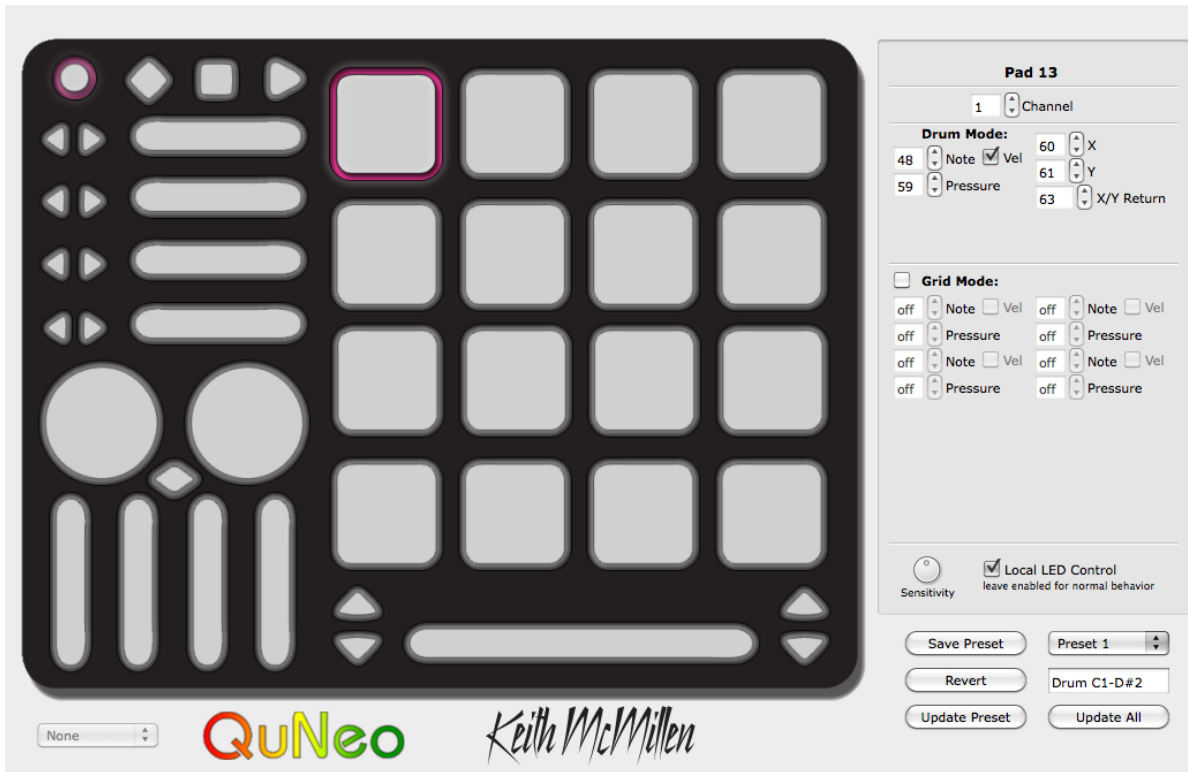 Pad 13
1 Channel
Drum Mode:
48 Note Vel
59 Pressure
60 X
61 Y
63 X/Y Return
Grid Mode:
off Note Vel off Note Vel
off Pressure off Pressure
off Note Vel off Note Vel
off Pressure off Pressure
Sensitivity
Local LED Control
leave enabled for normal behavior
Save Preset Preset 1
Revert Drum C1-D#2
Update Preset Update All
None
QuNeo
Keith McMillen